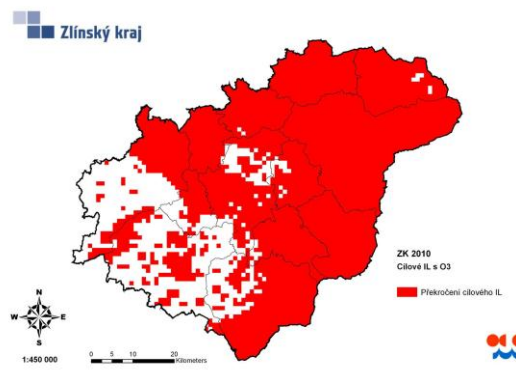 Zlínský kraj
ZK 2010
Cílové IL s O3
Překročení cílového IL
N
W E
S
1:450 000
0 5 10 20
Kilometers